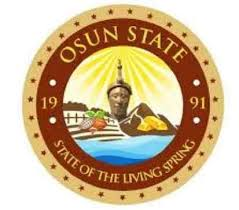 OSUN STATE
19 91
STATE OF THE LIVING SPRING